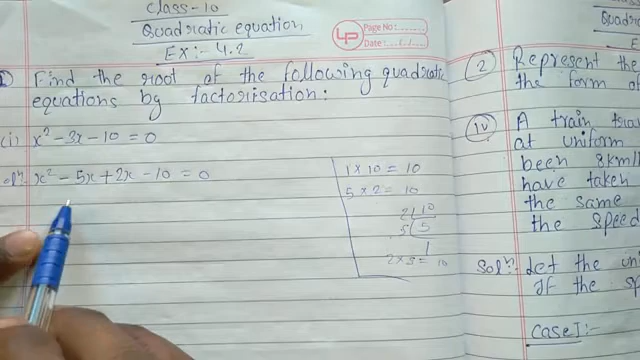 Class-10
Quadratic equation
Ex:- 4.2
Page No:
Date:
Find the root of the following quadratic
equations by factorisation:
(i) x² - 3x - 10 = 0
Solⁿ:- x² - 5x + 2x - 10 = 0
1 × 10 = 10
5 × 2 = 10
2 | 10
5 | 5
1
2 × 5 = 10
Quadra
E
(2) Represent the
the form of
(iv) A train tra
at uniform
been 8km/
have taken
the same
the speed
Solⁿ:- Let the uni
If the sp
Case I:-